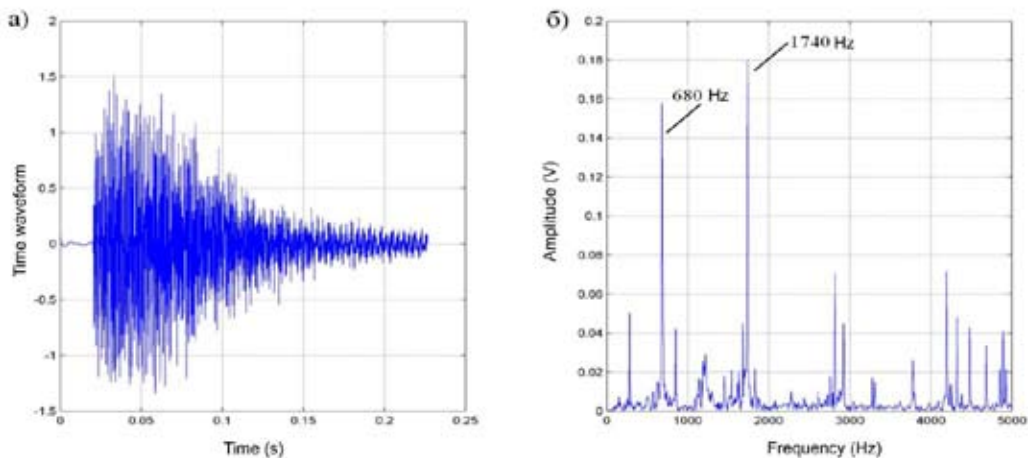 а)
Time waveform
2
1.5
1
0.5
0
-0.5
-1
-1.5
0 0.05 0.1 0.15 0.2 0.25
Time (s)
б)
Amplitude (V)
0.2
0.18
0.16
0.14
0.12
0.1
0.08
0.06
0.04
0.02
0
0 1000 2000 3000 4000 5000
Frequency (Hz)
1740 Hz
680 Hz